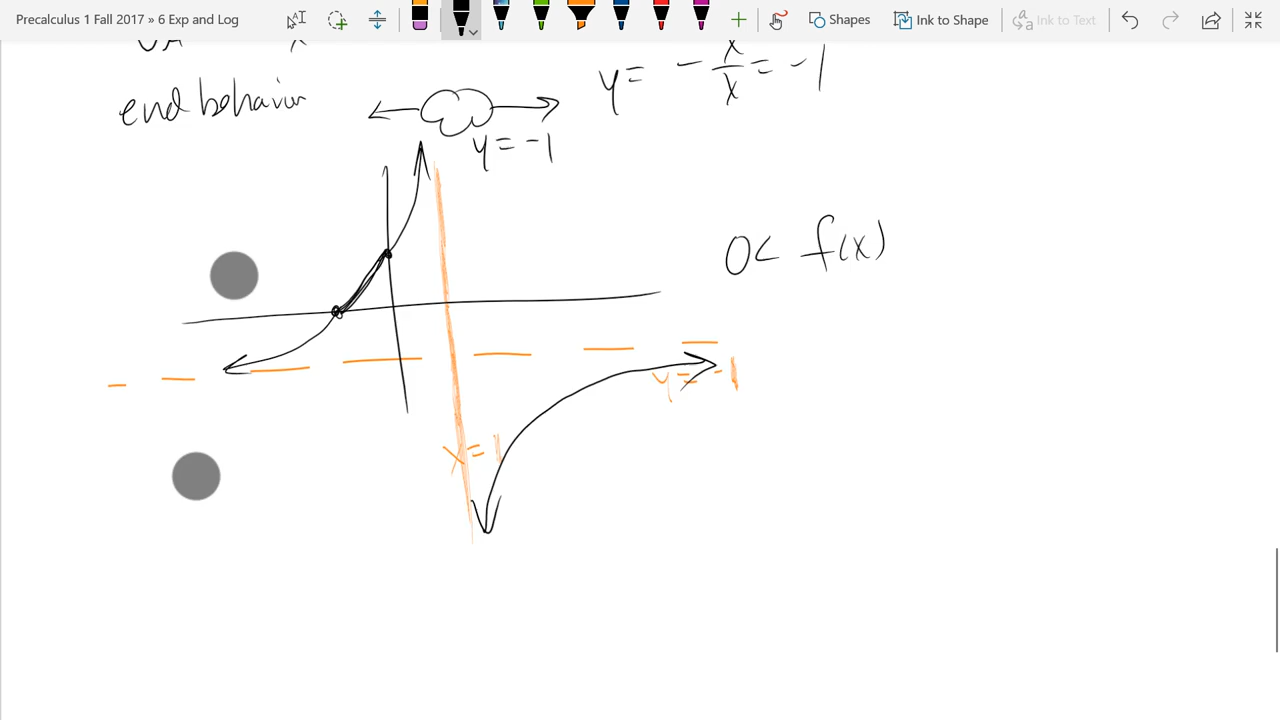 Precalculus 1 Fall 2017 » 6 Exp and Log
Shapes
Ink to Shape
Ink to Text
y = - x/x = -1
end behavior
y = -1
0< f(x)
y = -1
x = 1